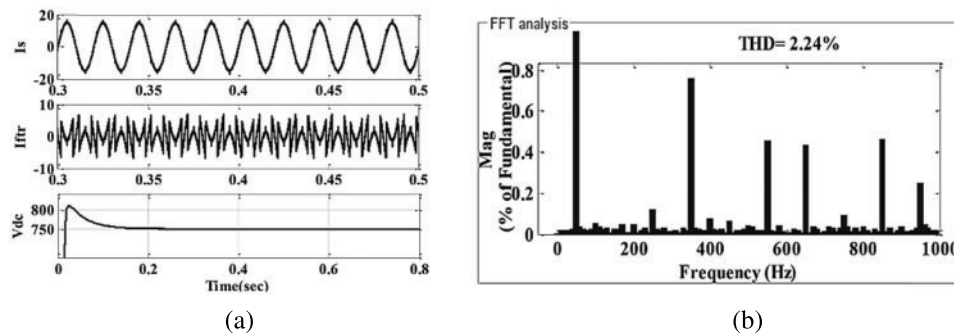 20
0
-20
Is
0.3 0.35 0.4 0.45 0.5
10
0
-10
Iftr
0.3 0.35 0.4 0.45 0.5
800
750
Vdc
0 0.2 0.4 0.6 0.8
Time(sec)
(a)
FFT analysis
THD= 2.24%
0.8
0.6
0.4
0.2
0
Mag
(% of Fundamental)
0 200 400 600 800 1000
Frequency (Hz)
(b)